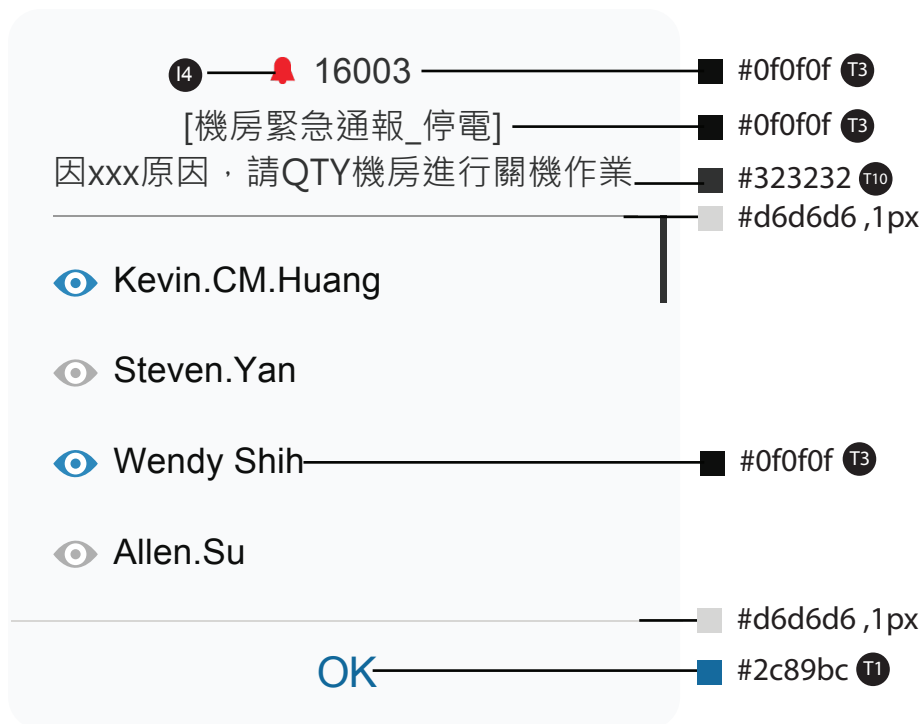 I4 16003 #0f0f0f T3
[機房緊急通報_停電] #0f0f0f T3
因xxx原因，請QTY機房進行關機作業 #323232 T10
#d6d6d6 ,1px
Kevin.CM.Huang
Steven.Yan
Wendy Shih #0f0f0f T3
Allen.Su
#d6d6d6 ,1px
OK #2c89bc T1